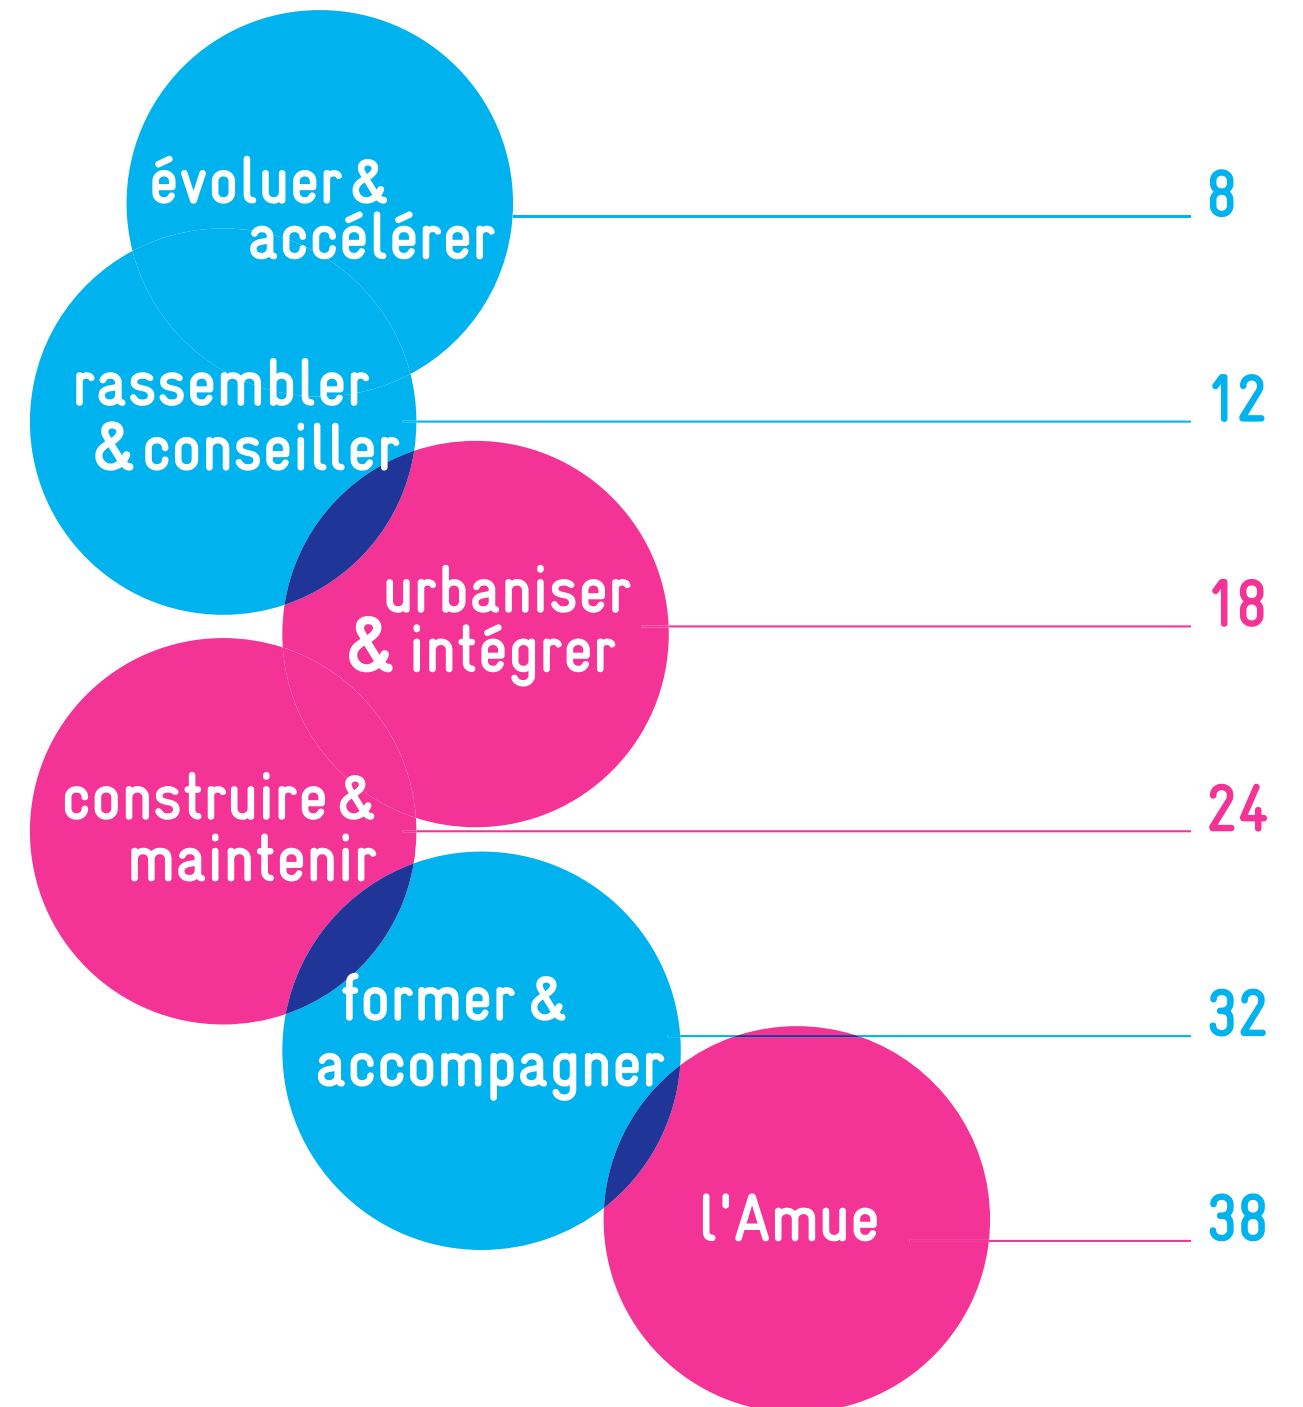 évoluer &
accélérer
8
rassembler
& conseiller
12
urbaniser
& intégrer
18
construire &
maintenir
24
former &
accompagner
32
l'Amue
38